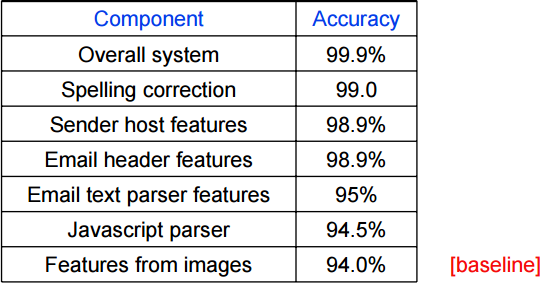 Component Accuracy
Overall system 99.9%
Spelling correction 99.0
Sender host features 98.9%
Email header features 98.9%
Email text parser features 95%
Javascript parser 94.5%
Features from images 94.0% [baseline]